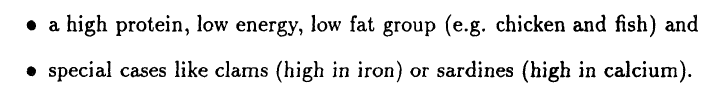 • a high protein, low energy, low fat group (e.g. chicken and fish) and
• special cases like clams (high in iron) or sardines (high in calcium).